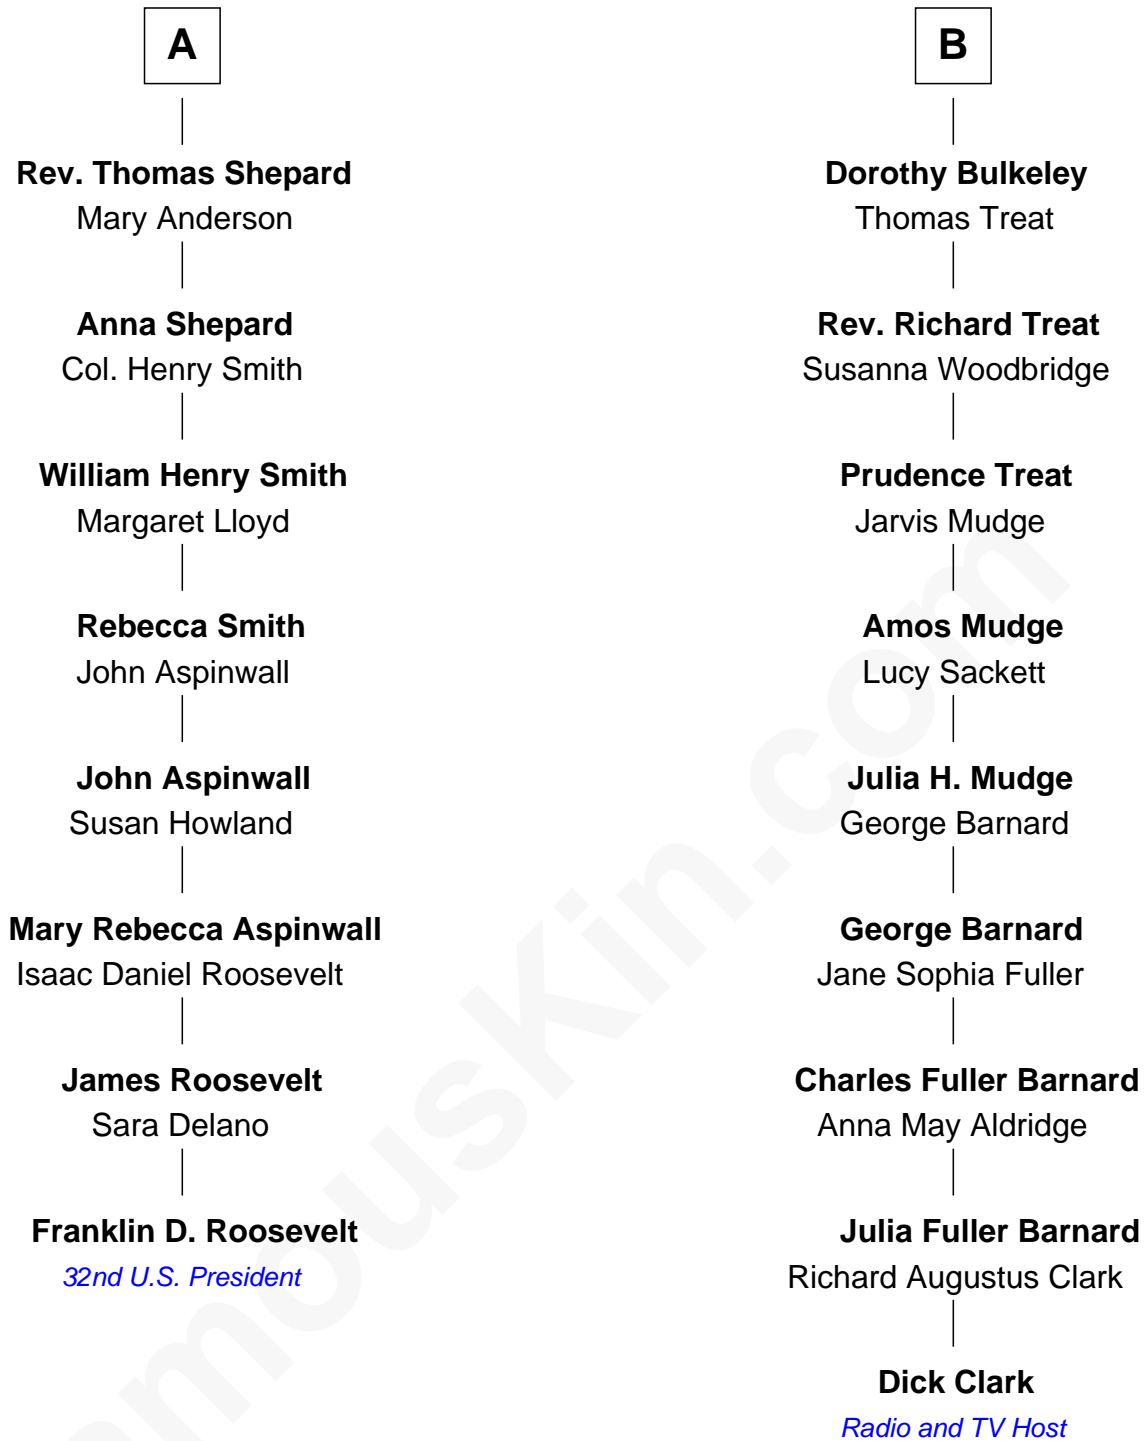 A
Rev. Thomas Shepard
Mary Anderson
Anna Shepard
Col. Henry Smith
William Henry Smith
Margaret Lloyd
Rebecca Smith
John Aspinwall
John Aspinwall
Susan Howland
Mary Rebecca Aspinwall
Isaac Daniel Roosevelt
James Roosevelt
Sara Delano
Franklin D. Roosevelt
32nd U.S. President
B
Dorothy Bulkeley
Thomas Treat
Rev. Richard Treat
Susanna Woodbridge
Prudence Treat
Jarvis Mudge
Amos Mudge
Lucy Sackett
Julia H. Mudge
George Barnard
George Barnard
Jane Sophia Fuller
Charles Fuller Barnard
Anna May Aldridge
Julia Fuller Barnard
Richard Augustus Clark
Dick Clark
Radio and TV Host
amouskin.com